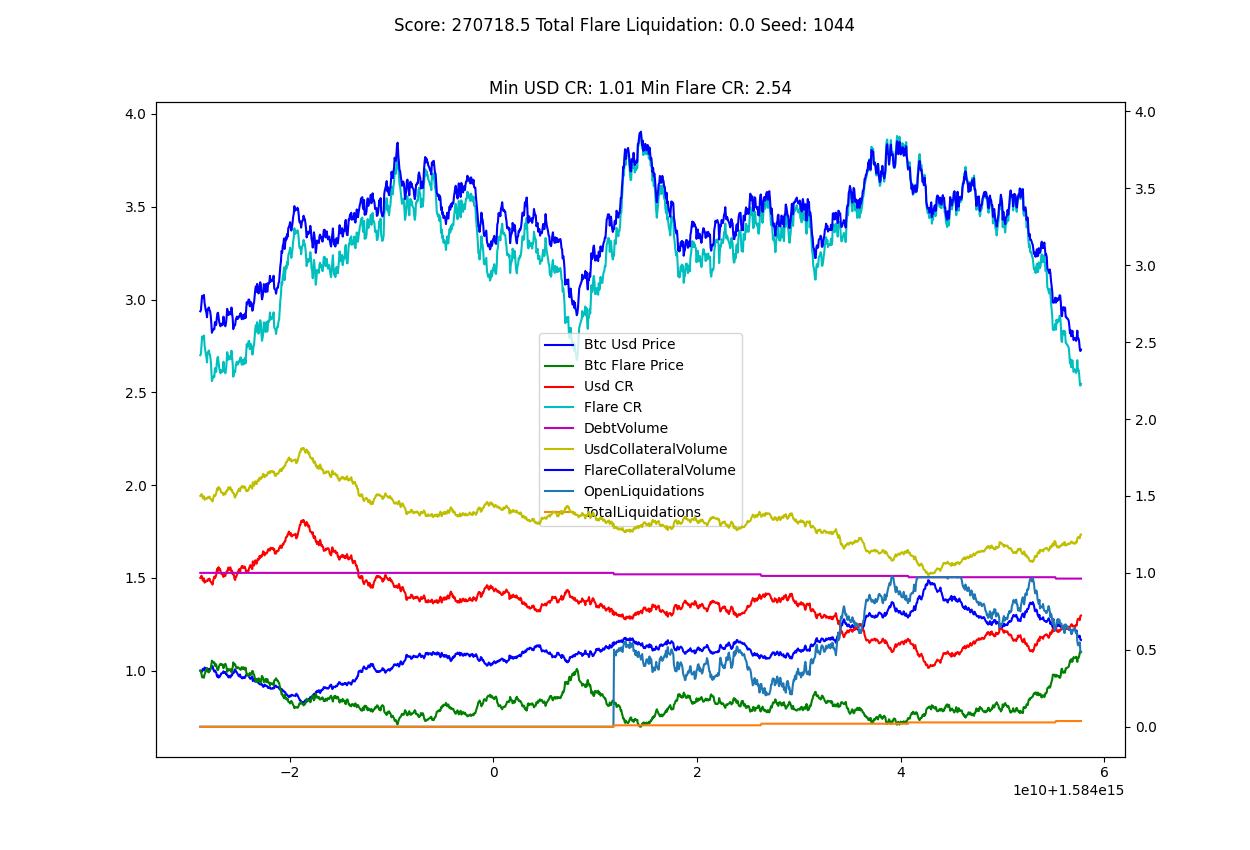 Score: 270718.5 Total Flare Liquidation: 0.0 Seed: 1044
Min USD CR: 1.01 Min Flare CR: 2.54
4.0
3.5
3.0
2.5
2.0
1.5
1.0
4.0
3.5
3.0
2.5
2.0
1.5
1.0
0.5
0.0
Btc Usd Price
Btc Flare Price
Usd CR
Flare CR
DebtVolume
UsdCollateralVolume
FlareCollateralVolume
OpenLiquidations
TotalLiquidations
−2 0 2 4 6
1e10+1.584e15